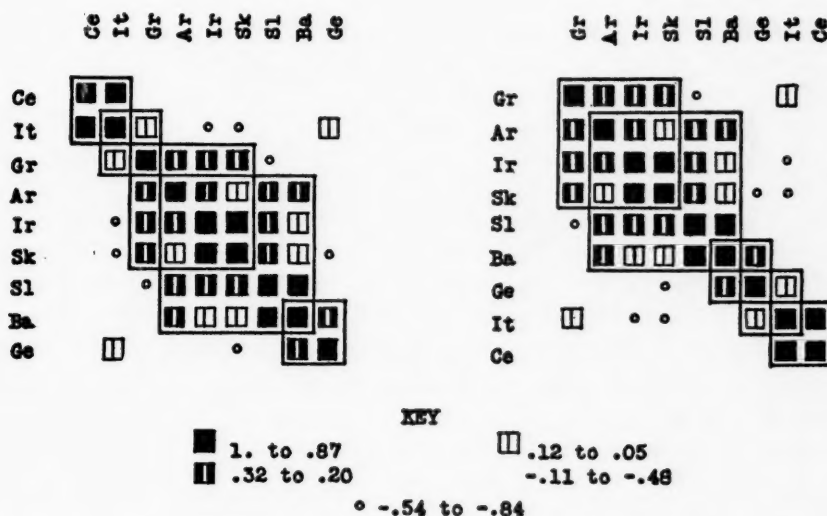 Ce It Gr Ar Ir Sk Sl Ba Ge
Ce
It
Gr
Ar
Ir
Sk
Sl
Ba
Ge
Gr Ar Ir Sk Sl Ba Ge It Ce
Gr
Ar
Ir
Sk
Sl
Ba
Ge
It
Ce
KEY
1. to .87
.32 to .20
.12 to .05
-.11 to -.48
-.54 to -.84